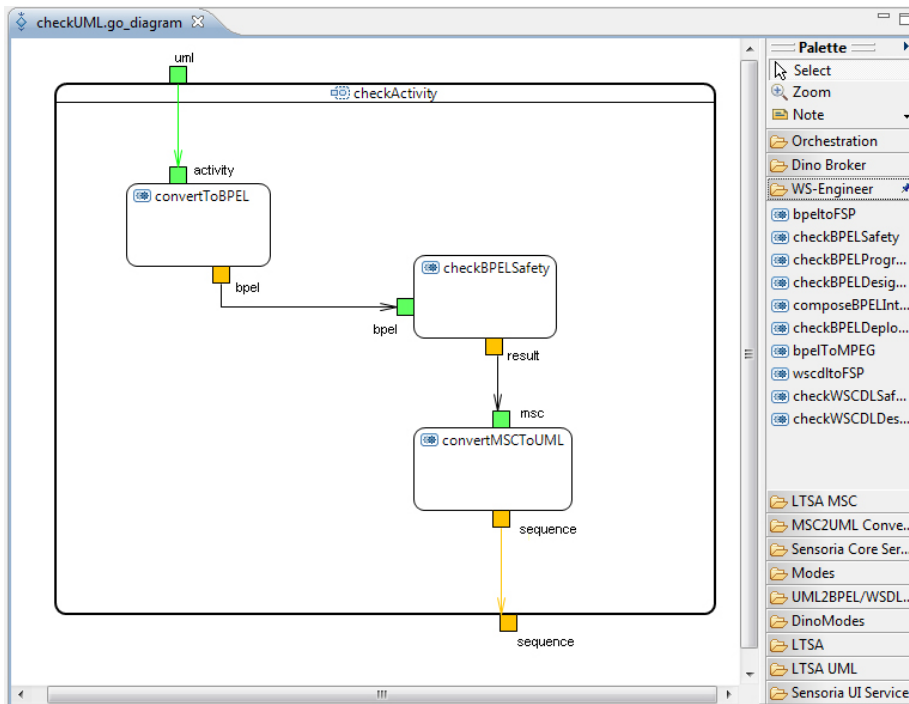 checkUML.go_diagram
uml
checkActivity
activity
convertToBPEL
bpel
checkBPELSafety
bpel
result
msc
convertMSCToUML
sequence
sequence
Palette
Select
Zoom
Note
Orchestration
Dino Broker
WS-Engineer
bpeltoFSP
checkBPELSafety
checkBPELProgr...
checkBPELDesig...
composeBPELInt...
checkBPELDeplo...
bpelToMPEG
wscdltoFSP
checkWSCDLSaf...
checkWSCDLDes...
LTSA MSC
MSC2UML Conve...
Sensoria Core Ser...
Modes
UML2BPEL/WSDL...
DinoModes
LTSA
LTSA UML
Sensoria UI Service